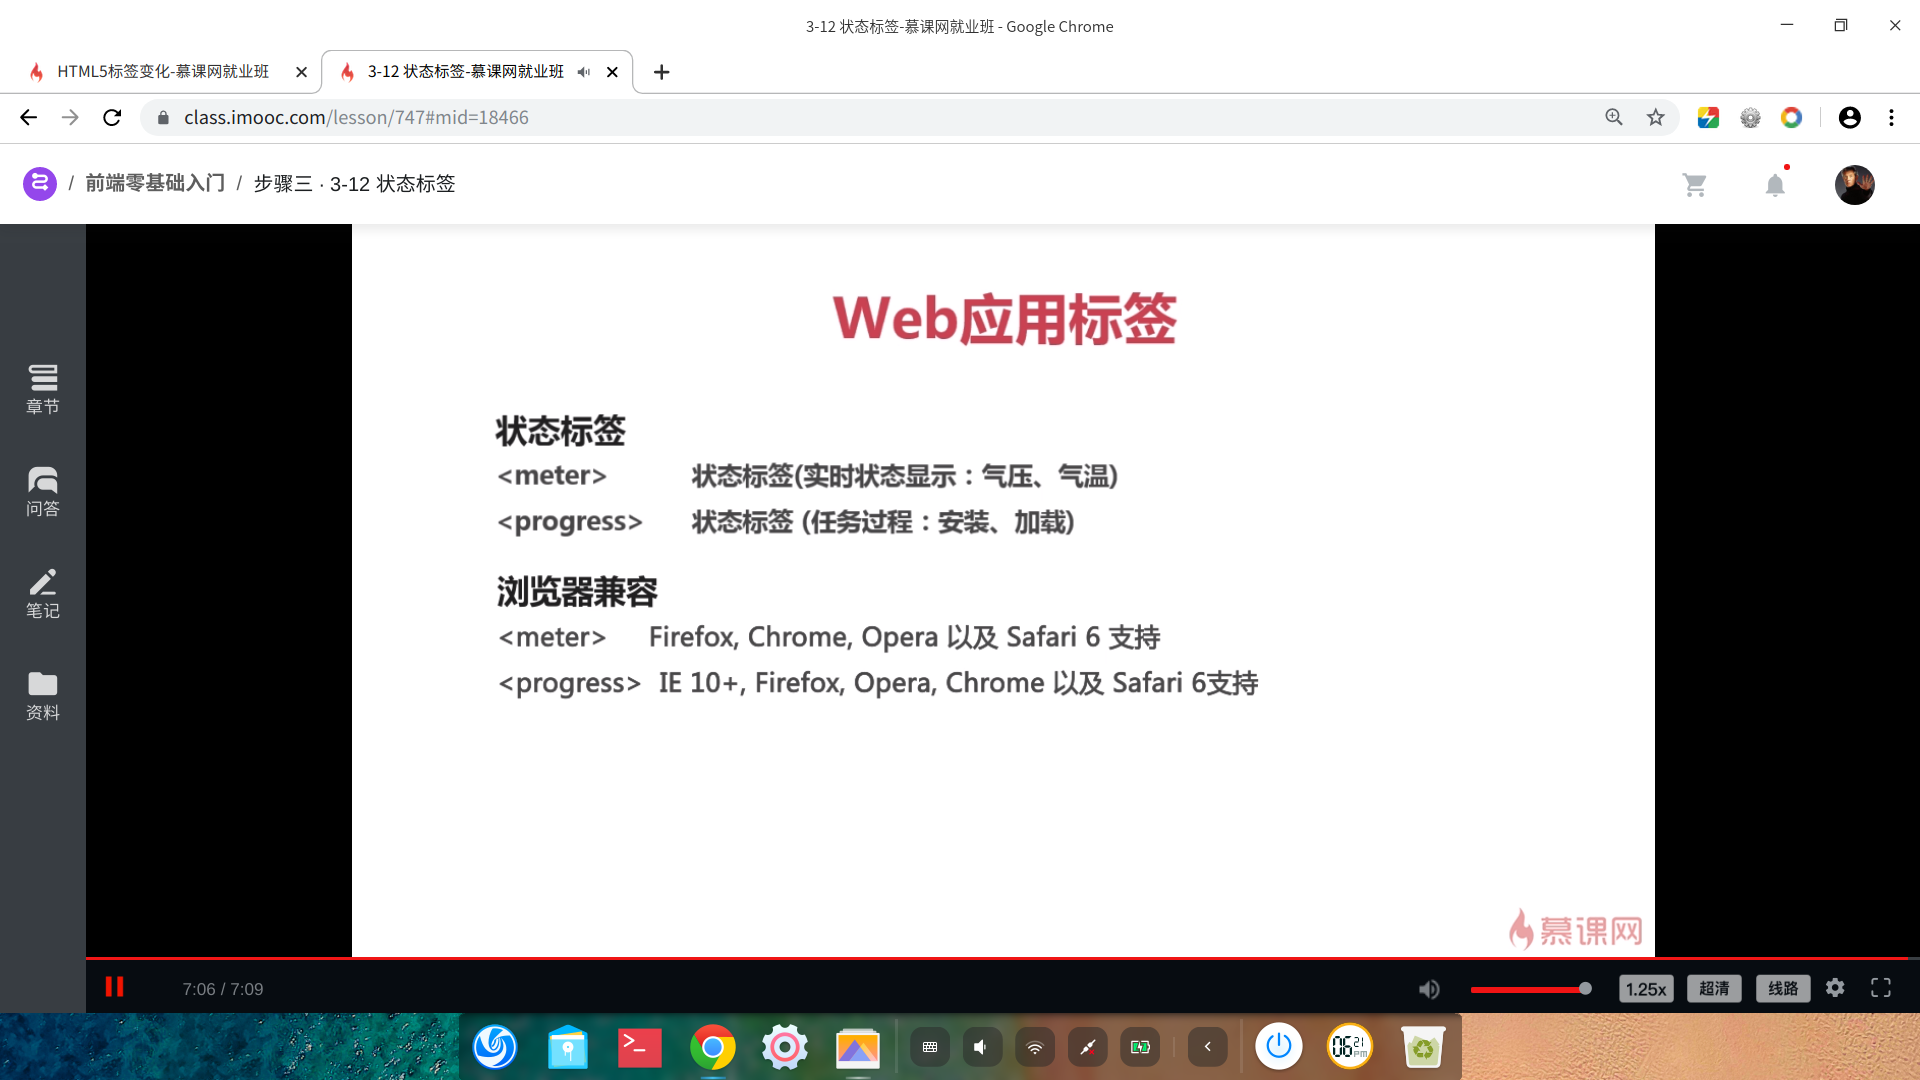 3-12 状态标签-慕课网就业班 - Google Chrome
HTML5标签变化-慕课网就业班
3-12 状态标签-慕课网就业班
class.imooc.com/lesson/747#mid=18466
/ 前端零基础入门 / 步骤三 · 3-12 状态标签
章节
问答
笔记
资料
Web应用标签
状态标签
<meter> 状态标签(实时状态显示：气压、气温)
<progress> 状态标签 (任务过程：安装、加载)
浏览器兼容
<meter> Firefox, Chrome, Opera 以及 Safari 6 支持
<progress> IE 10+, Firefox, Opera, Chrome 以及 Safari 6支持
慕课网
7:06 / 7:09
1.25x
超清
线路
06 21 PM